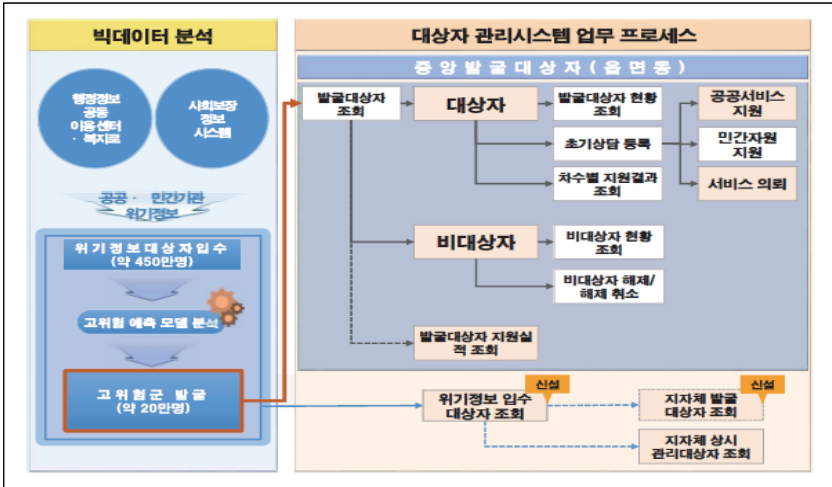 빅데이터 분석
행정정보
공동
이용센터
· 복지로
사회보장
정보
시스템
공공 · 민간기관
위기정보
위기정보대상자입수
(약 450만명)
고위험 예측 모델 분석
고위험군 발굴
(약 20만명)
대상자 관리시스템 업무 프로세스
중앙발굴대상자(읍면동)
발굴대상자
조회
대상자
발굴대상자 현황
조회
공공서비스
지원
초기상담 등록
민간자원
지원
차수별 지원결과
조회
서비스 의뢰
비대상자
비대상자 현황
조회
비대상자 해제/
해제 취소
발굴대상자 지원실
적 조회
신설
위기정보 입수
대상자 조회
신설
지자체 발굴
대상자 조회
지자체 상시
관리대상자 조회